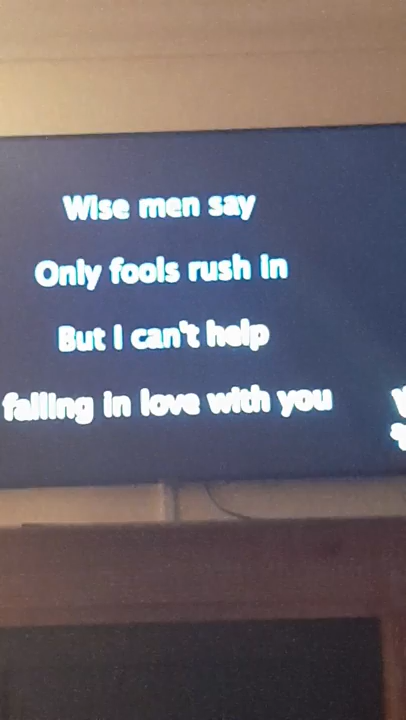 Wise men say
Only fools rush in
But I can't help
falling in love with you